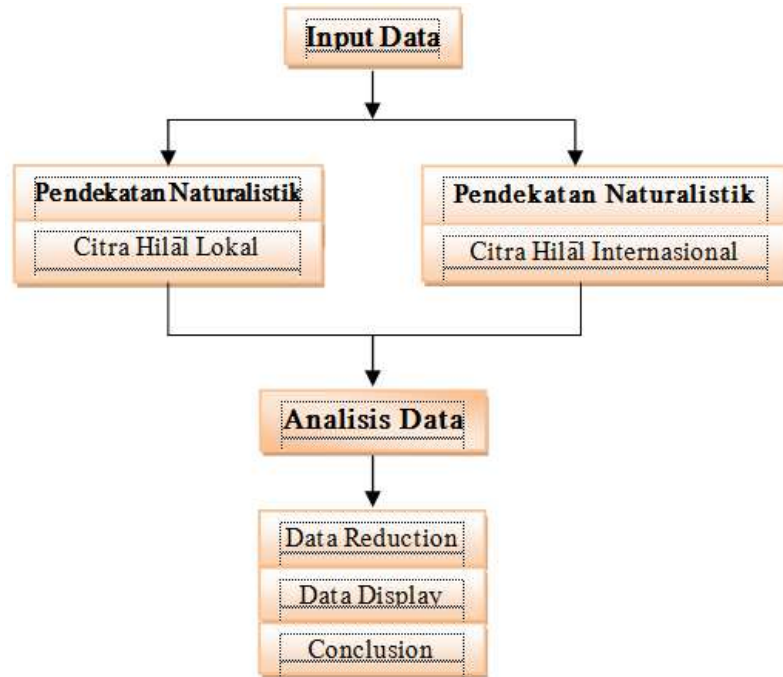 Input Data
Pendekatan Naturalistik
Citra Hilāl Lokal
Pendekatan Naturalistik
Citra Hilāl Internasional
Analisis Data
Data Reduction
Data Display
Conclusion